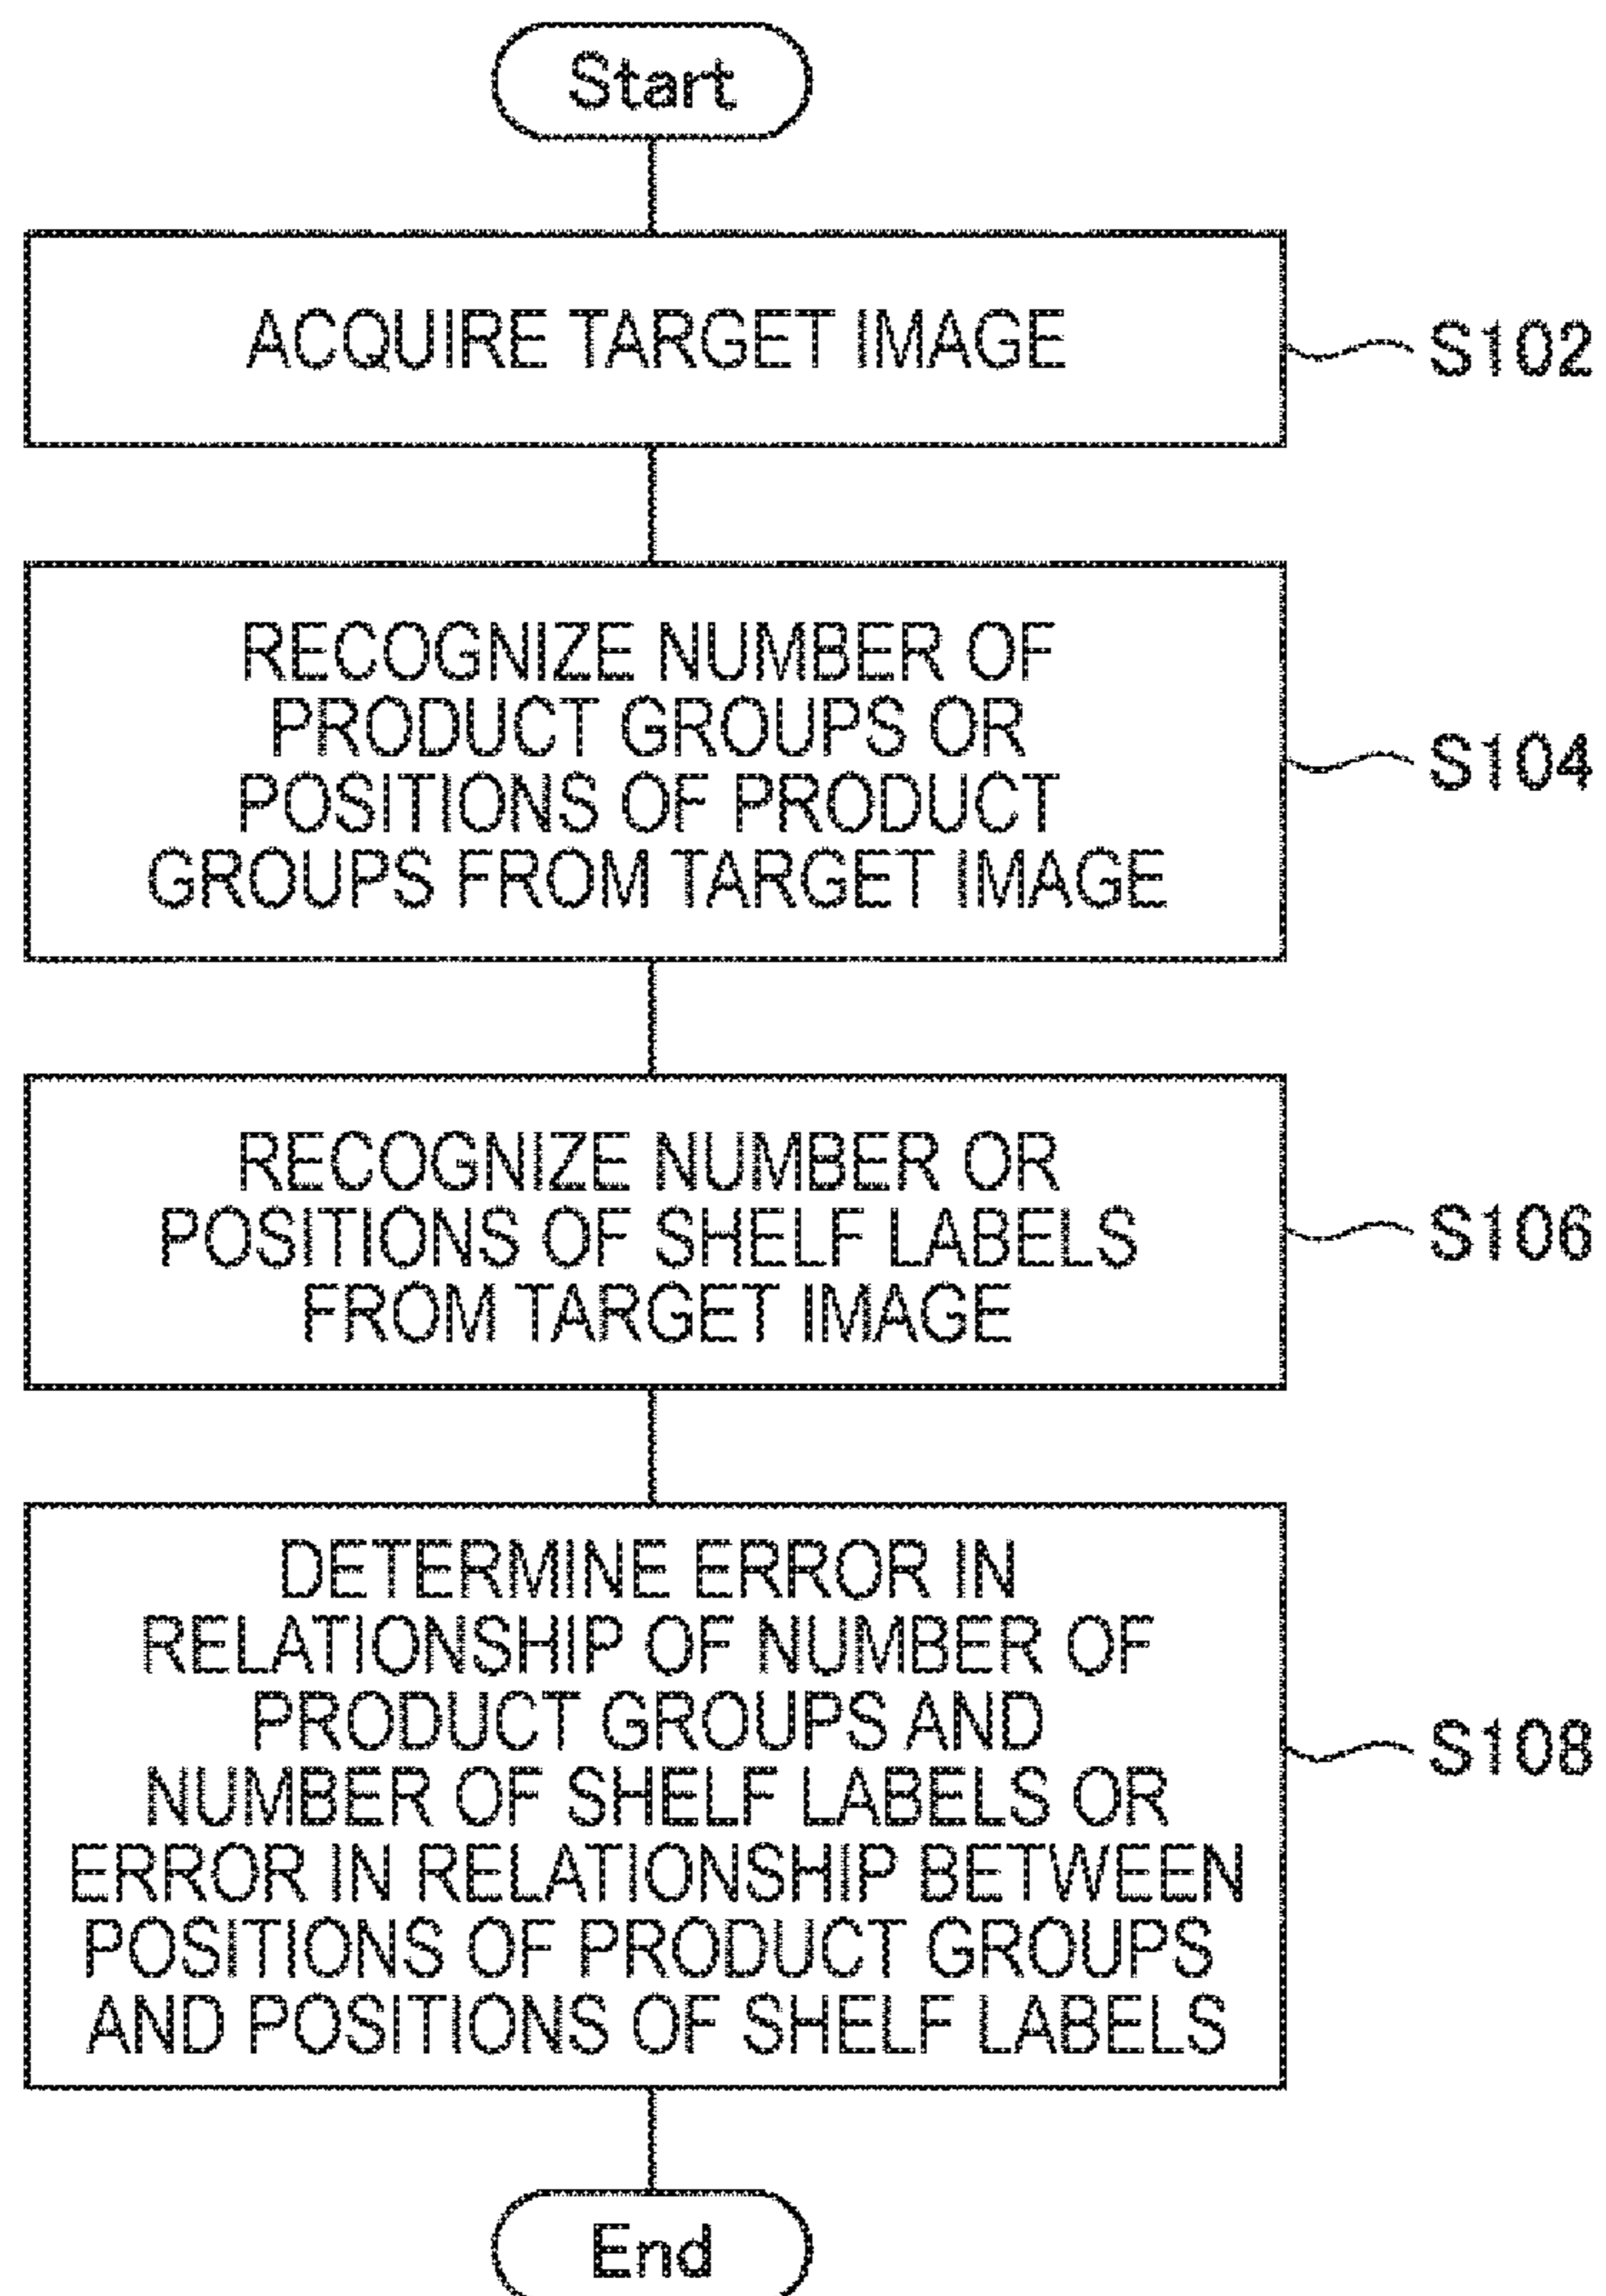 Start
ACQUIRE TARGET IMAGE
S102
RECOGNIZE NUMBER OF
PRODUCT GROUPS OR
POSITIONS OF PRODUCT
GROUPS FROM TARGET IMAGE
S104
RECOGNIZE NUMBER OR
POSITIONS OF SHELF LABELS
FROM TARGET IMAGE
S106
DETERMINE ERROR IN
RELATIONSHIP OF NUMBER OF
PRODUCT GROUPS AND
NUMBER OF SHELF LABELS OR
ERROR IN RELATIONSHIP BETWEEN
POSITIONS OF PRODUCT GROUPS
AND POSITIONS OF SHELF LABELS
S108
End